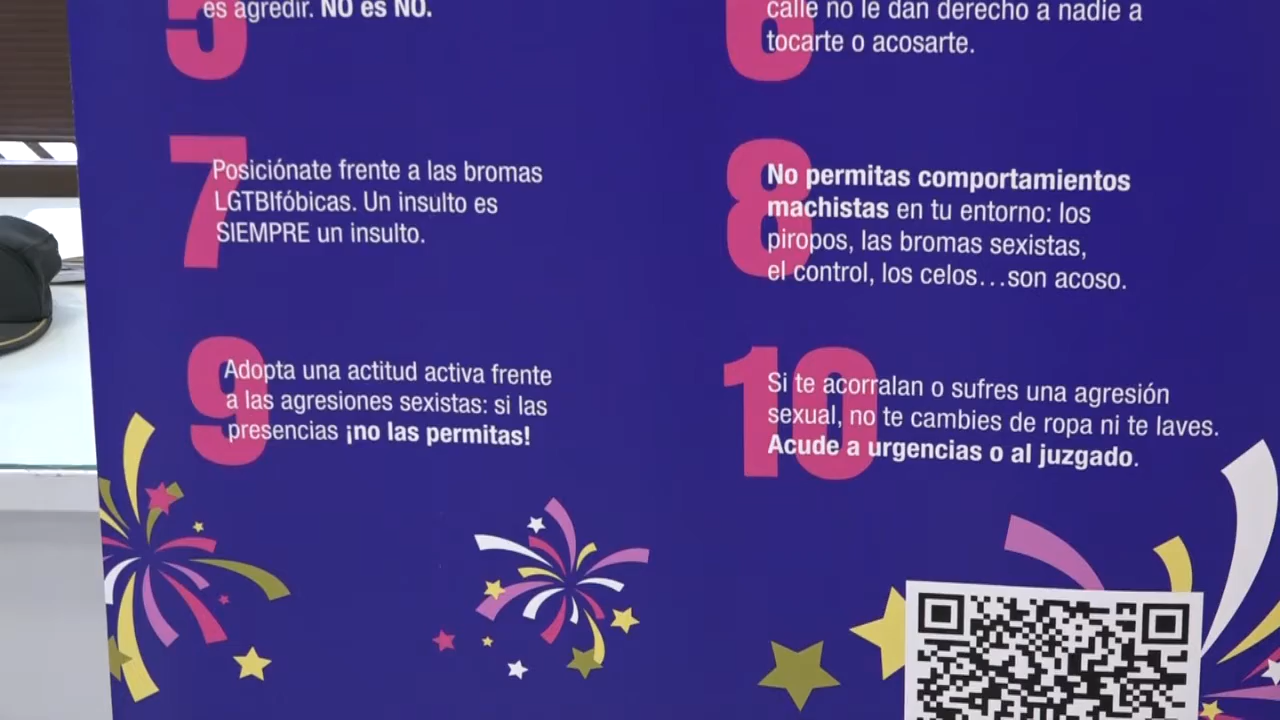 5
es agredir. NO es NO.
6
calle no le dan derecho a nadie a
tocarte o acosarte.
7
Posiciónate frente a las bromas
LGTBIfóbicas. Un insulto es
SIEMPRE un insulto.
8
No permitas comportamientos
machistas en tu entorno: los
piropos, las bromas sexistas,
el control, los celos...son acoso.
9
Adopta una actitud activa frente
a las agresiones sexistas: si las
presencias ¡no las permitas!
10
Si te acorralan o sufres una agresión
sexual, no te cambies de ropa ni te laves.
Acude a urgencias o al juzgado.